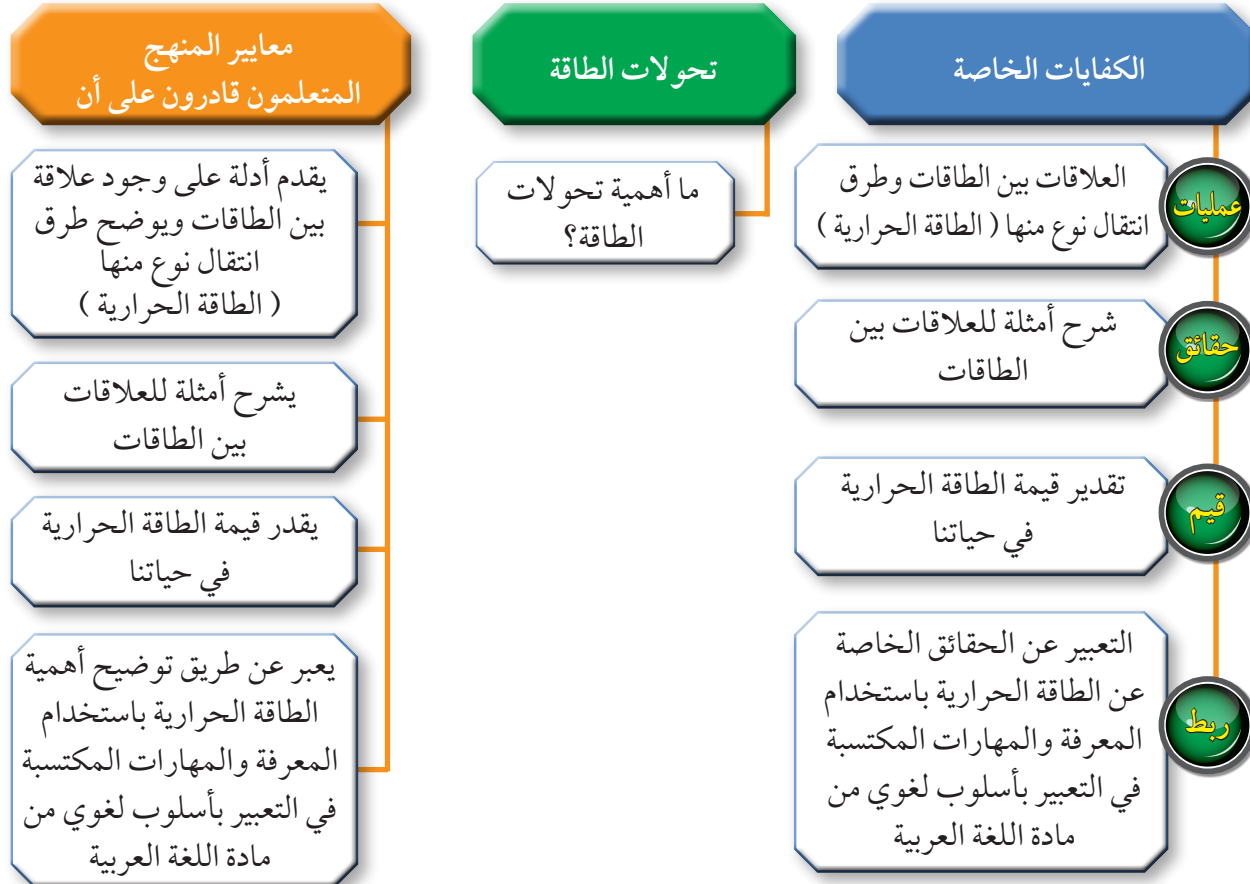 الكفايات الخاصة
عمليات
العلاقات بين الطاقات وطرق
انتقال نوع منها ( الطاقة الحرارية )
حقائق
شرح أمثلة للعلاقات بين
الطاقات
قيم
تقدير قيمة الطاقة الحرارية
في حياتنا
ربط
التعبير عن الحقائق الخاصة
عن الطاقة الحرارية باستخدام
المعرفة والمهارات المكتسبة
في التعبير بأسلوب لغوي من
مادة اللغة العربية
تحولات الطاقة
ما أهمية تحولات
الطاقة؟
معايير المنهج
المتعلمون قادرون على أن
يقدم أدلة على وجود علاقة
بين الطاقات ويوضح طرق
انتقال نوع منها
( الطاقة الحرارية )
يشرح أمثلة للعلاقات
بين الطاقات
يقدر قيمة الطاقة الحرارية
في حياتنا
يعبر عن طريق توضيح أهمية
الطاقة الحرارية باستخدام
المعرفة والمهارات المكتسبة
في التعبير بأسلوب لغوي من
مادة اللغة العربية